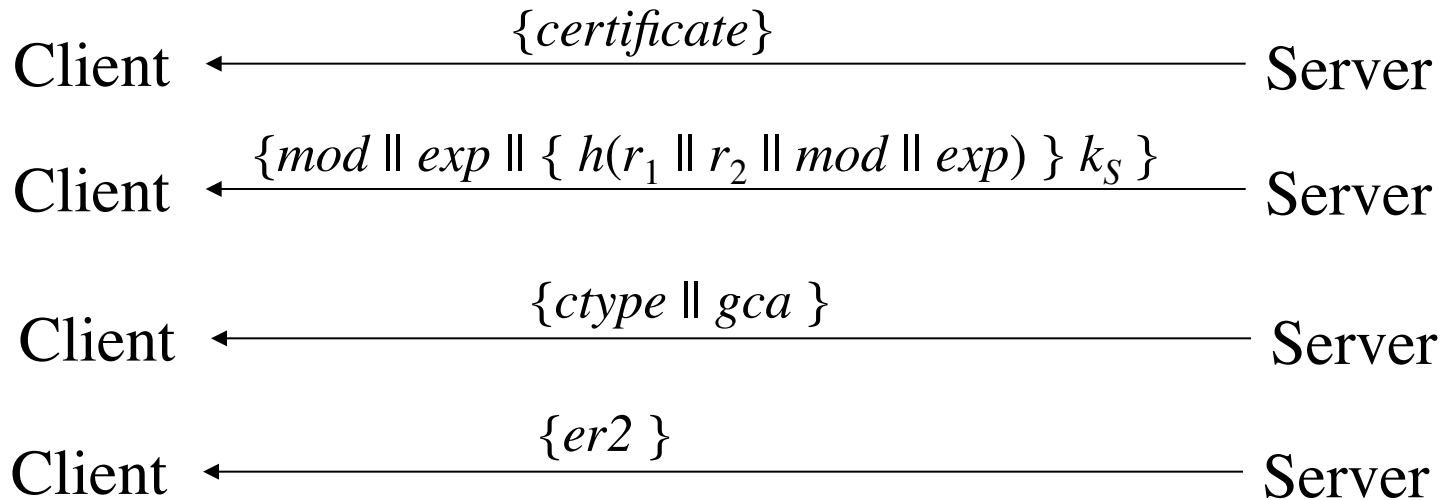 {certificate}
Client Server
{mod || exp || { h(r₁ || r₂ || mod || exp) } kₛ }
Client Server
{ctype || gca }
Client Server
{er2 }
Client Server